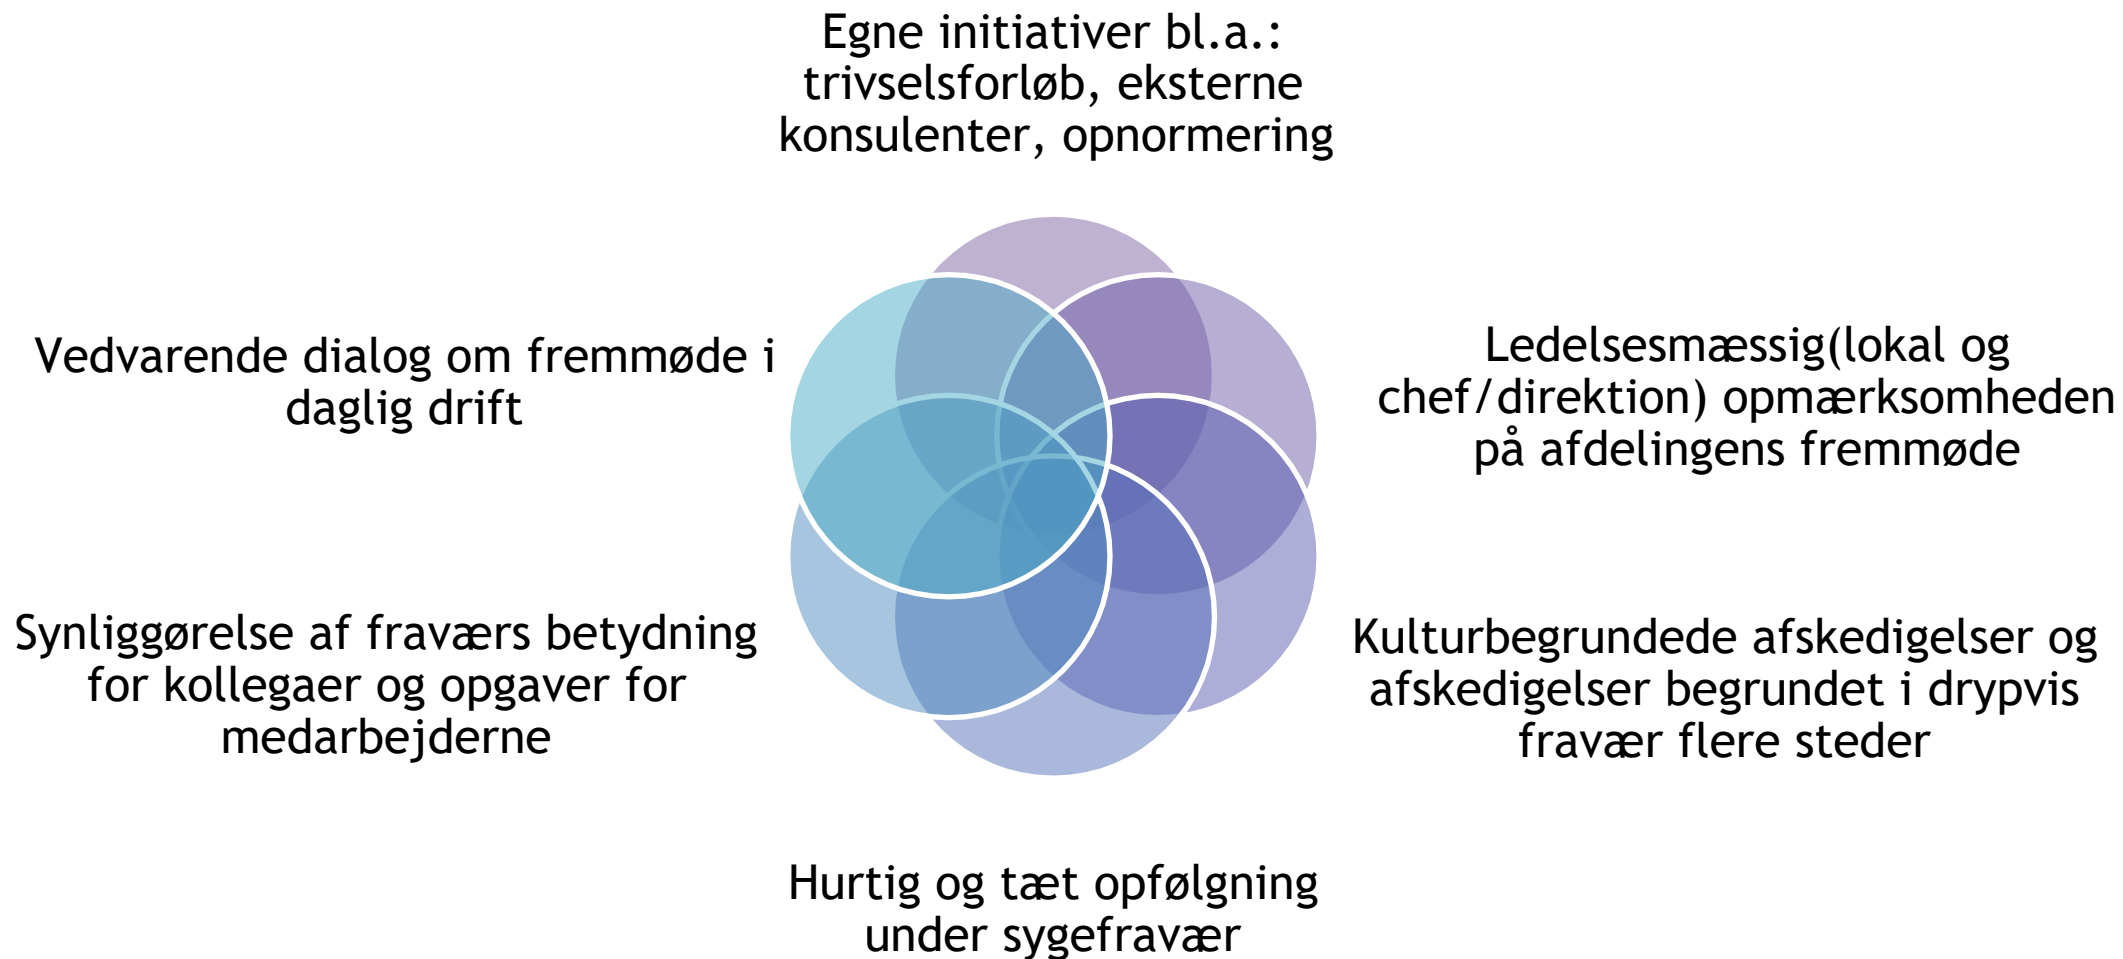 Egne initiativer bl.a.:
trivselsforløb, eksterne
konsulenter, opnormering
Ledelsesmæssig(lokal og
chef/direktion) opmærksomheden
på afdelingens fremmøde
Kulturbegrundede afskedigelser og
afskedigelser begrundet i drypvis
fravær flere steder
Hurtig og tæt opfølgning
under sygefravær
Synliggørelse af fraværs betydning
for kollegaer og opgaver for
medarbejderne
Vedvarende dialog om fremmøde i
daglig drift